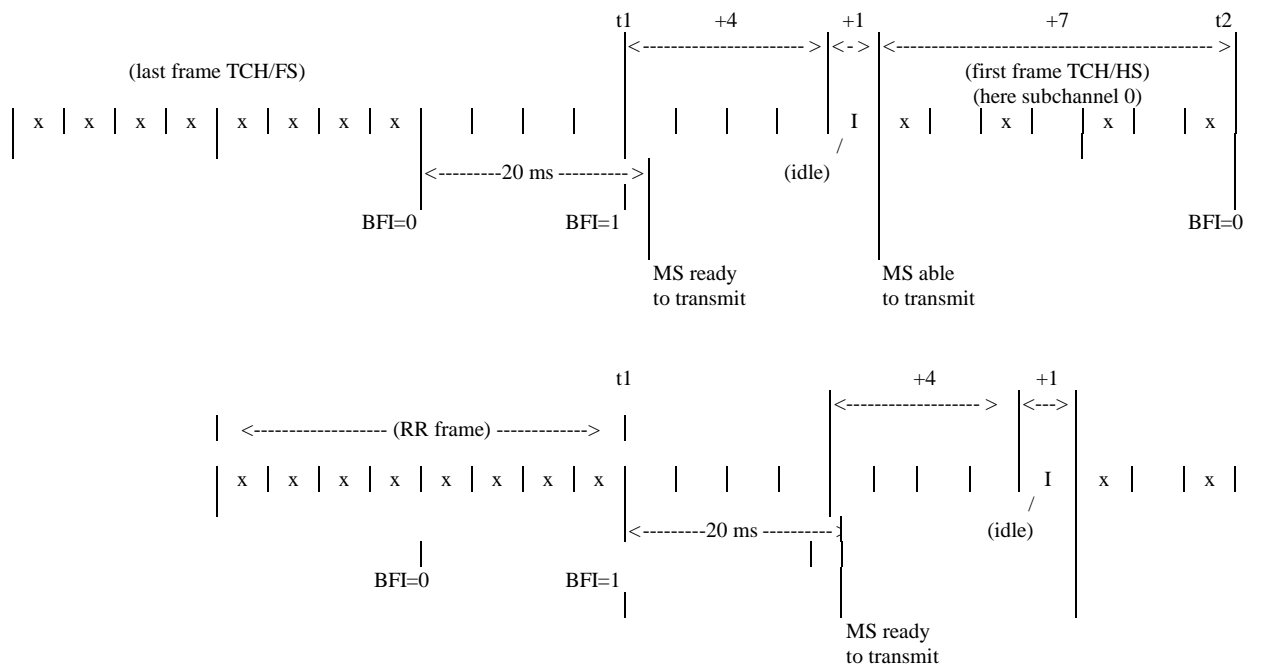 t1 +4 +1 +7 t2
<----------------------- > <- > <----------------------------------------- >
(last frame TCH/FS) (first frame TCH/HS)
(here subchannel 0)
x x x x x x x x I x x x x
<---------20 ms ---------- > (idle)
BFI=0 BFI=1 BFI=0
MS ready MS able
to transmit to transmit
t1 +4 +1
<------------------- > <--- >
<------------------ (RR frame) ------------->
x x x x x x x x I x x
<---------20 ms ---------- > (idle)
BFI=0 BFI=1
MS ready
to transmit